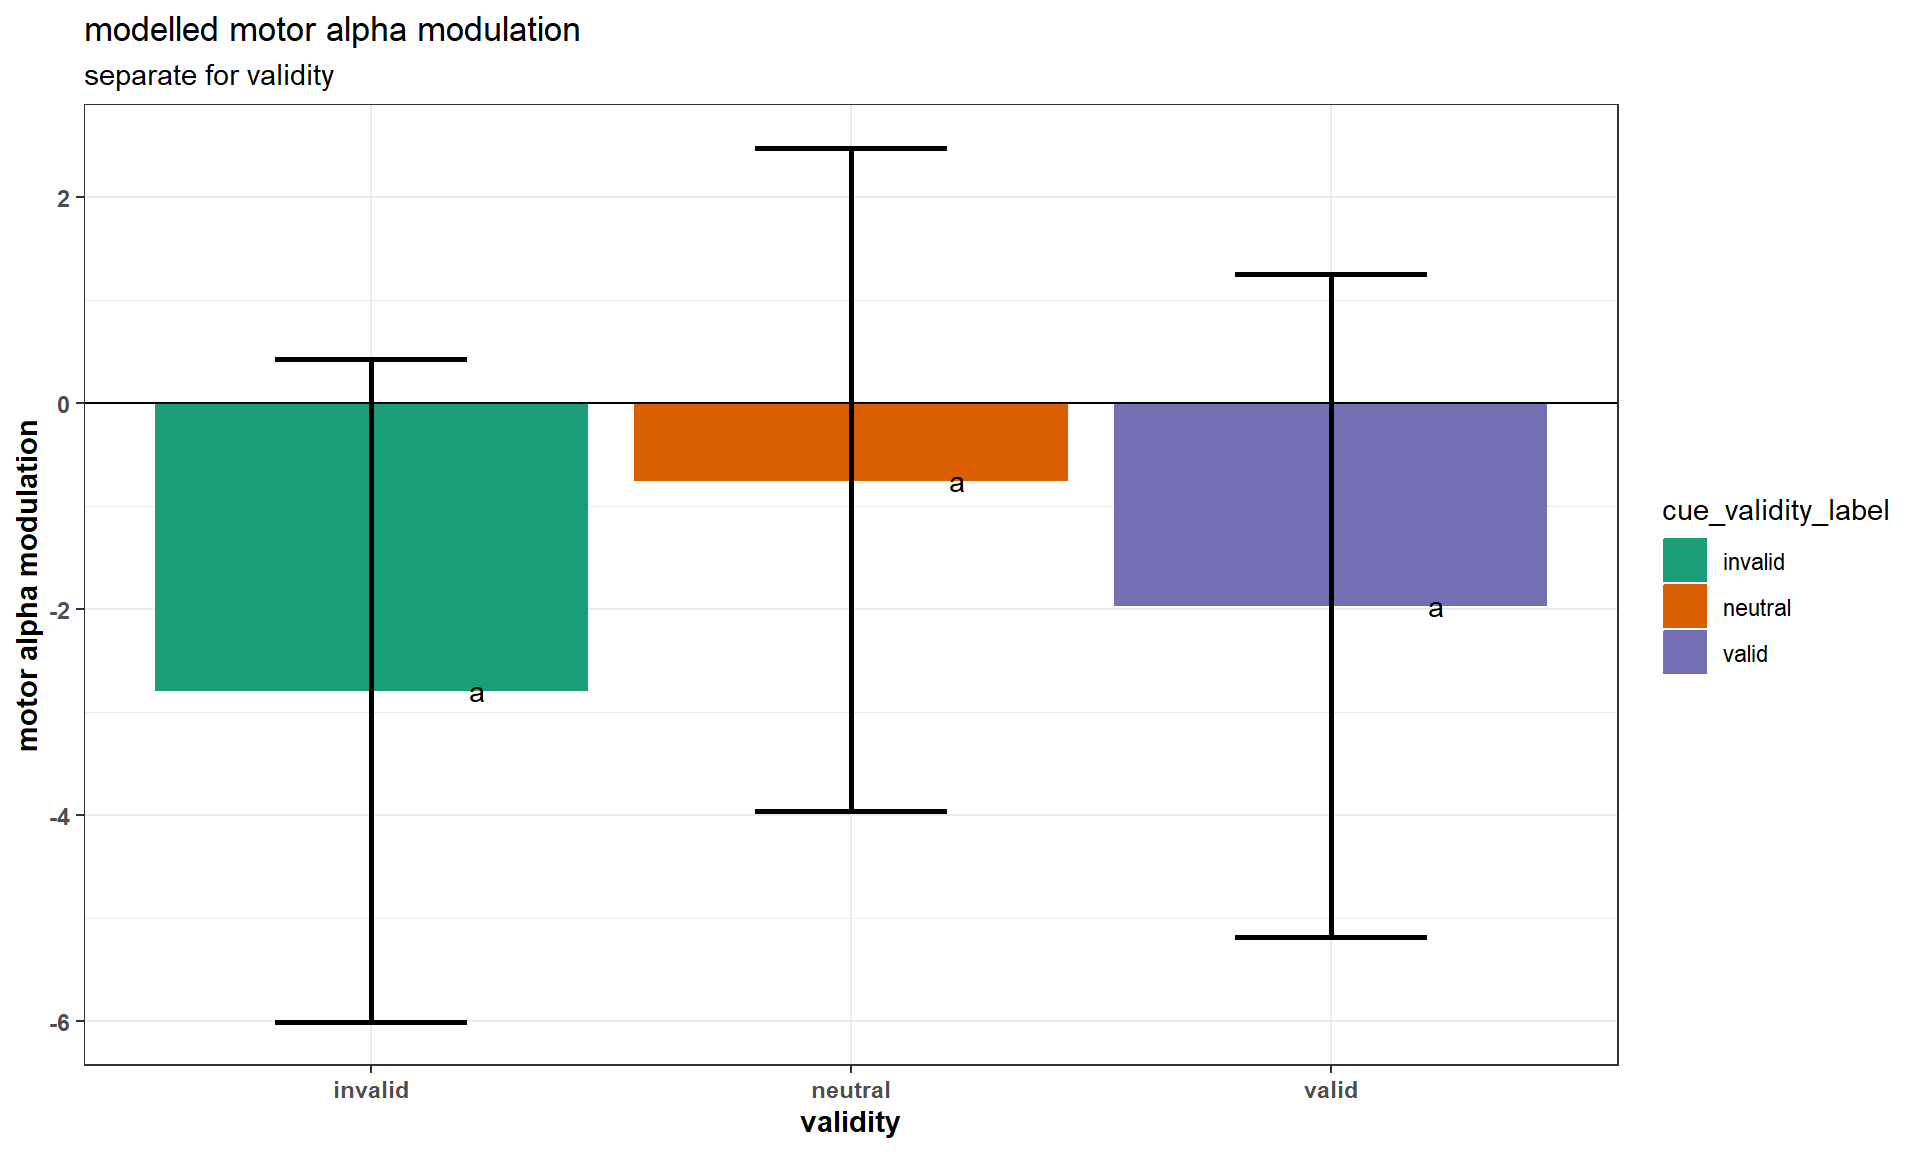 modelled motor alpha modulation
separate for validity
motor alpha modulation
2
0
-2
-4
-6
a
a
a
invalid
neutral
valid
validity
cue_validity_label
invalid
neutral
valid